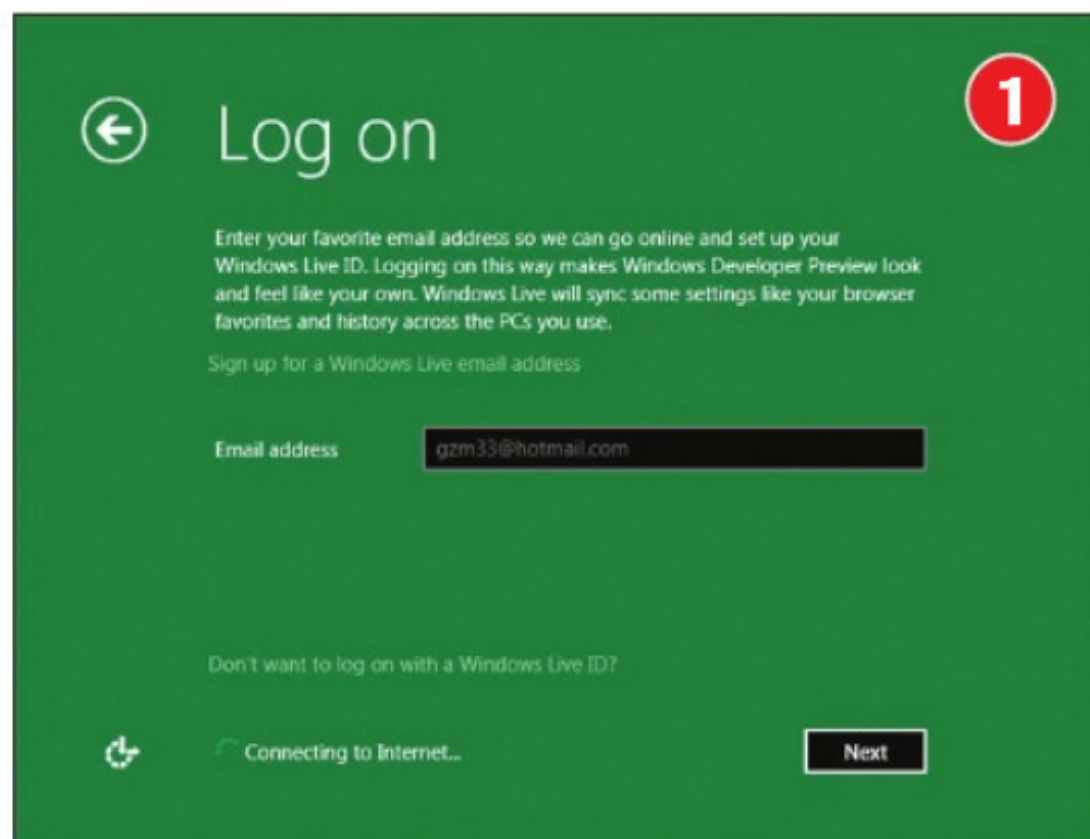 1
Log on
Enter your favorite email address so we can go online and set up your
Windows Live ID. Logging on this way makes Windows Developer Preview look
and feel like your own. Windows Live will sync some settings like your browser
favorites and history across the PCs you use.
Sign up for a Windows Live email address
Email address
gzm33@hotmail.com
Don't want to log on with a Windows Live ID?
Connecting to Internet...
Next